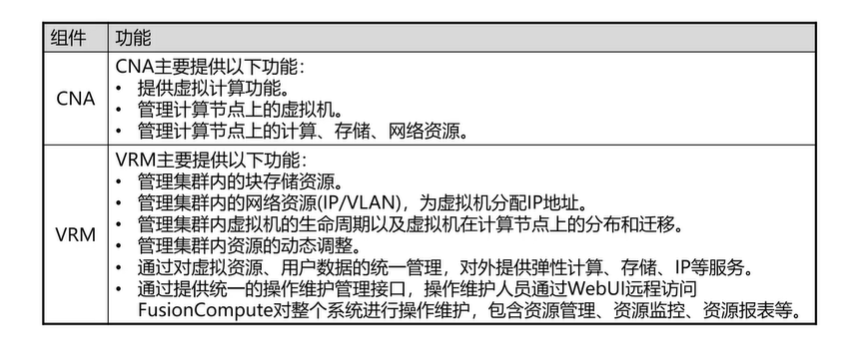 组件 功能
CNA主要提供以下功能：
• 提供虚拟计算功能。
CNA
• 管理计算节点上的虚拟机。
• 管理计算节点上的计算、存储、网络资源。
VRM主要提供以下功能：
• 管理集群内的块存储资源。
• 管理集群内的网络资源(IP/VLAN)，为虚拟机分配IP地址。
• 管理集群内虚拟机的生命周期以及虚拟机在计算节点上的分布和迁移。
VRM
• 管理集群内资源的动态调整。
• 通过对虚拟资源、用户数据的统一管理，对外提供弹性计算、存储、IP等服务。
• 通过提供统一的操作维护管理接口，操作维护人员通过WebUI远程访问
FusionCompute对整个系统进行操作维护，包含资源管理、资源监控、资源报表等。